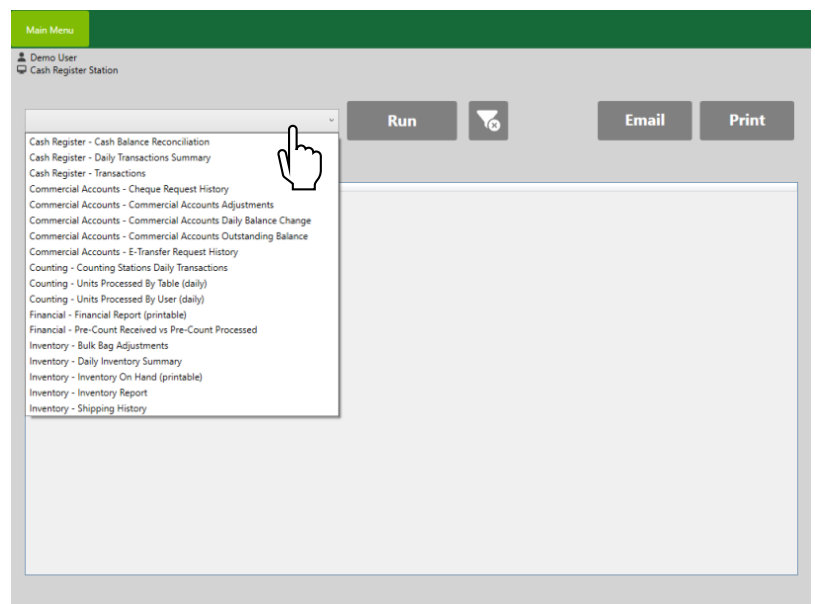 Main Menu
Demo User
Cash Register Station
Run
Email
Print
Cash Register - Cash Balance Reconciliation
Cash Register - Daily Transactions Summary
Cash Register - Transactions
Commercial Accounts - Cheque Request History
Commercial Accounts - Commercial Accounts Adjustments
Commercial Accounts - Commercial Accounts Daily Balance Change
Commercial Accounts - Commercial Accounts Outstanding Balance
Commercial Accounts - E-Transfer Request History
Counting - Counting Stations Daily Transactions
Counting - Units Processed By Table (daily)
Counting - Units Processed By User (daily)
Financial - Financial Report (printable)
Financial - Pre-Count Received vs Pre-Count Processed
Inventory - Bulk Bag Adjustments
Inventory - Daily Inventory Summary
Inventory - Inventory On Hand (printable)
Inventory - Inventory Report
Inventory - Shipping History